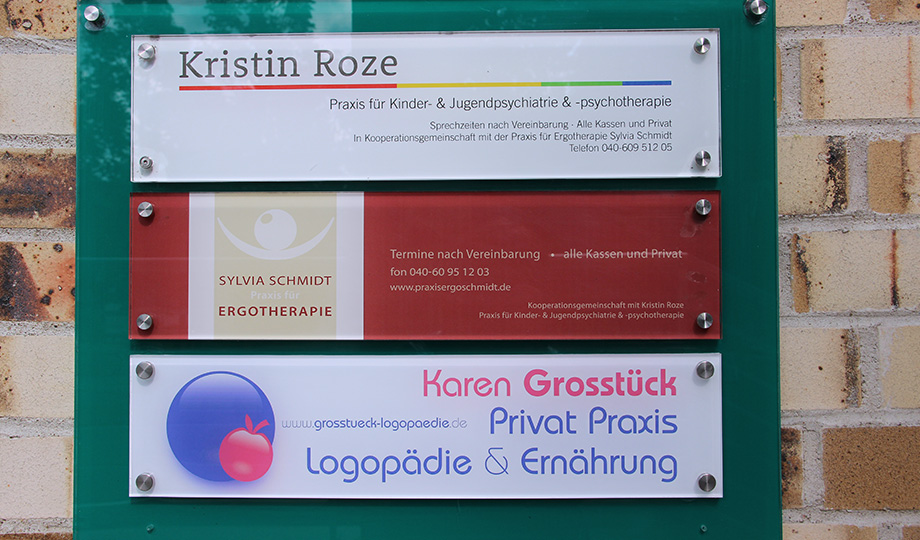 Kristin Roze
Praxis für Kinder- & Jugendpsychiatrie & -psychotherapie
Sprechzeiten nach Vereinbarung - Alle Kassen und Privat
In Kooperationsgemeinschaft mit der Praxis für Ergotherapie Sylvia Schmidt
Telefon 040-609 512 05
SYLVIA SCHMIDT
Praxis für
ERGOTHERAPIE
Termine nach Vereinbarung • alle Kassen und Privat
fon 040-60 95 12 03
www.praxisergoschmidt.de
Kooperationsgemeinschaft mit Kristin Roze
Praxis für Kinder- & Jugendpsychiatrie & -psychotherapie
Karen Grosstück
www.grosstueck-logopaedie.de Privat Praxis
Logopädie & Ernährung